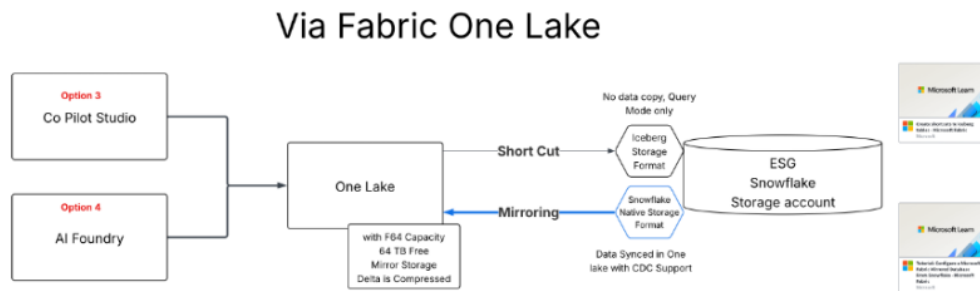 Via Fabric One Lake
Option 3
Co Pilot Studio
Option 4
AI Foundry
One Lake
with F64 Capacity
64 TB Free
Mirror Storage
Delta is Compressed
Short Cut
Mirroring
No data copy, Query
Mode only
Iceberg
Storage
Format
Snowflake
Native Storage
Format
Data Synced in One
lake with CDC Support
ESG
Snowflake
Storage account
Microsoft Learn
Microsoft Learn